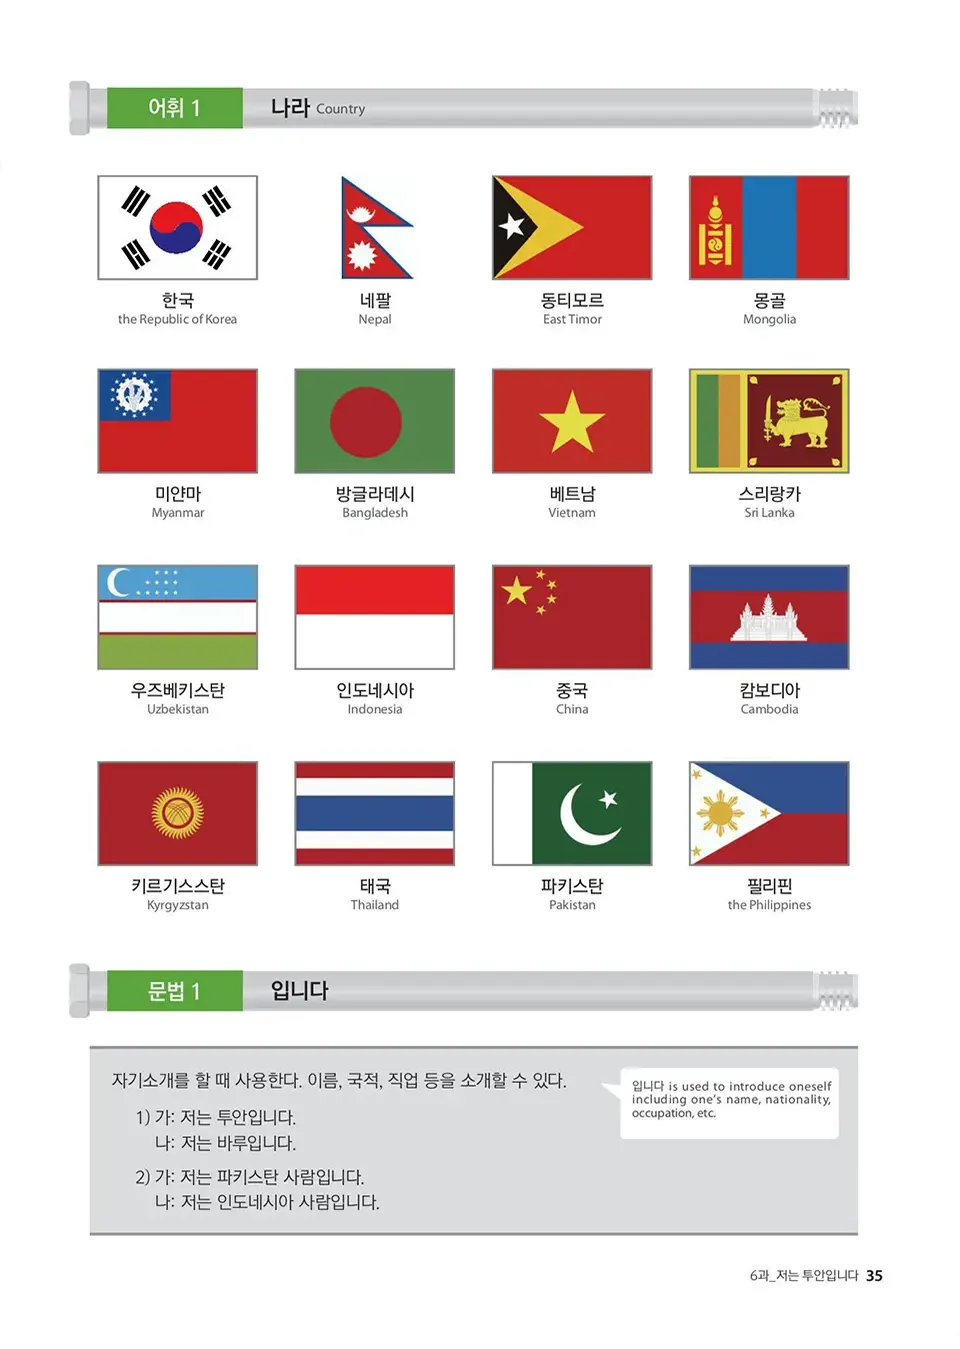 어휘 1 나라 Country
한국 네팔 동티모르 몽골
the Republic of Korea Nepal East Timor Mongolia
미얀마 방글라데시 베트남 스리랑카
Myanmar Bangladesh Vietnam Sri Lanka
우즈베키스탄 인도네시아 중국 캄보디아
Uzbekistan Indonesia China Cambodia
키르기스스탄 태국 파키스탄 필리핀
Kyrgyzstan Thailand Pakistan the Philippines
문법 1 입니다
자기소개를 할 때 사용한다. 이름, 국적, 직업 등을 소개할 수 있다.
1) 가: 저는 투안입니다.
나: 저는 바루입니다.
2) 가: 저는 파키스탄 사람입니다.
나: 저는 인도네시아 사람입니다.
입니다 is used to introduce oneself
including one's name, nationality,
occupation, etc.
6과_저는 투안입니다 35